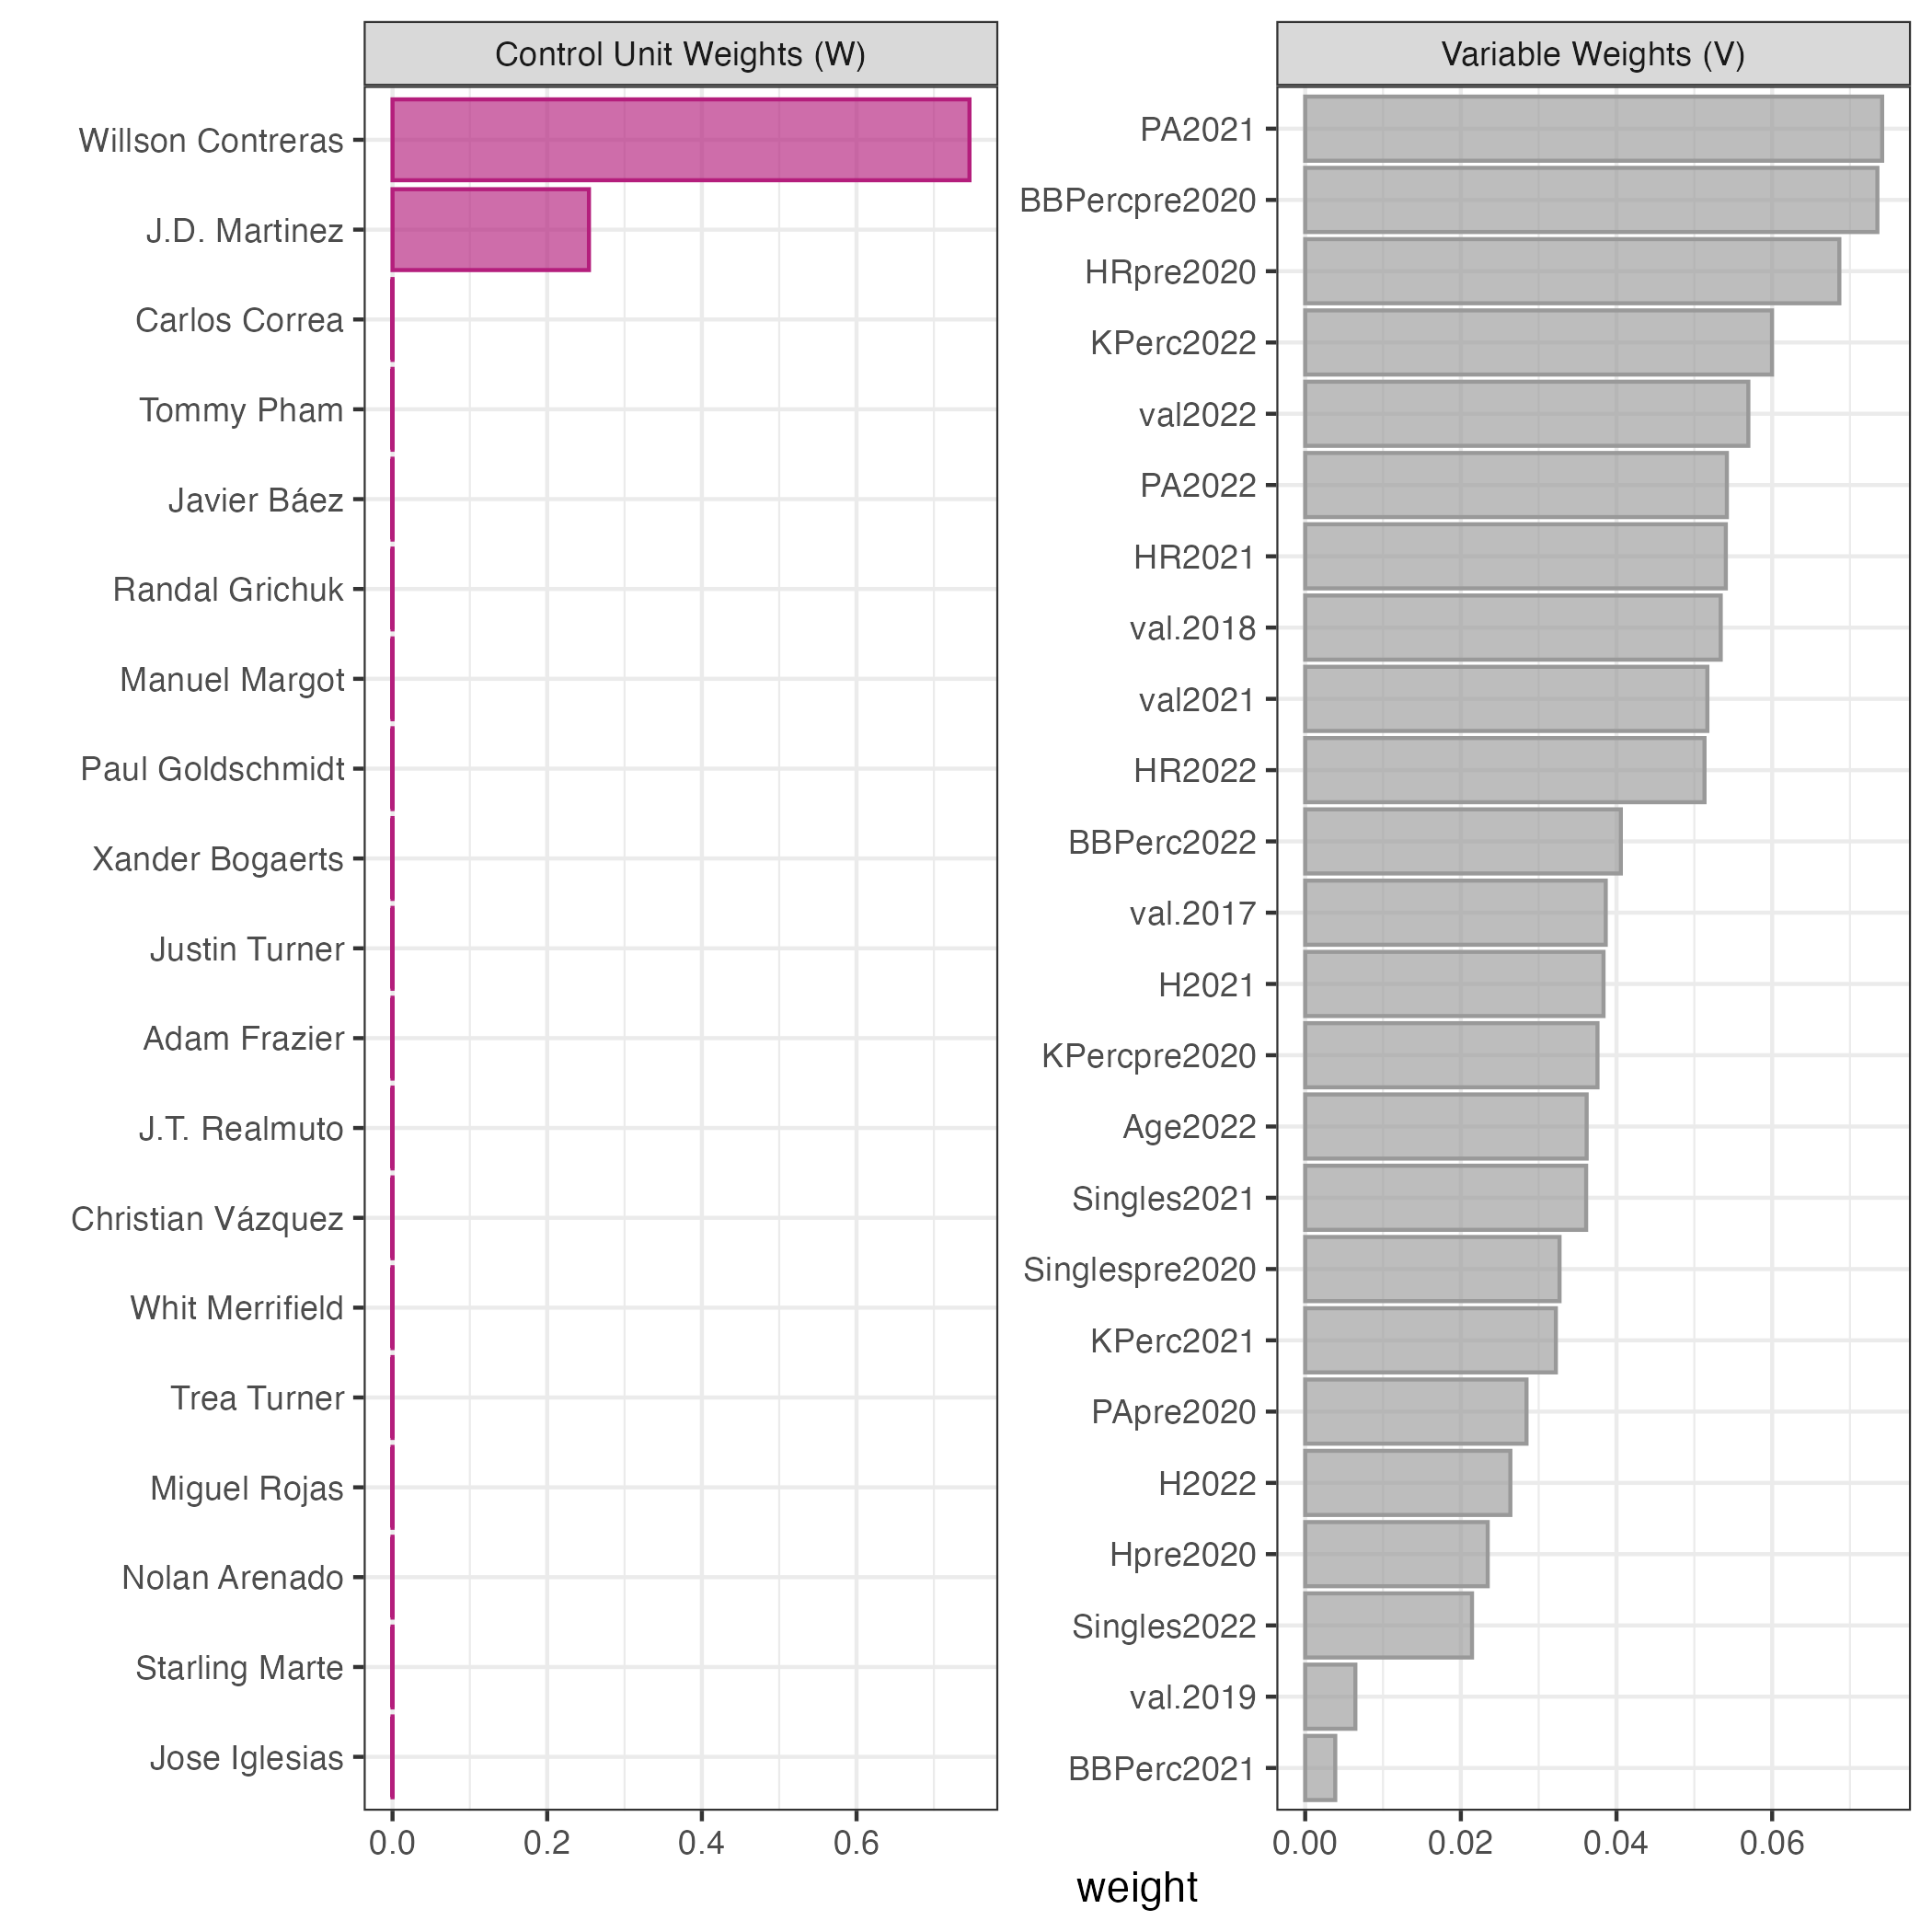 Control Unit Weights (W)
Willson Contreras
J.D. Martinez
Carlos Correa
Tommy Pham
Javier Báez
Randal Grichuk
Manuel Margot
Paul Goldschmidt
Xander Bogaerts
Justin Turner
Adam Frazier
J.T. Realmuto
Christian Vázquez
Whit Merrifield
Trea Turner
Miguel Rojas
Nolan Arenado
Starling Marte
Jose Iglesias
0.0 0.2 0.4 0.6
Variable Weights (V)
PA2021
BBPercpre2020
HRpre2020
KPerc2022
val2022
PA2022
HR2021
val.2018
val2021
HR2022
BBPerc2022
val.2017
H2021
KPercpre2020
Age2022
Singles2021
Singlespre2020
KPerc2021
PApre2020
H2022
Hpre2020
Singles2022
val.2019
BBPerc2021
0.00 0.02 0.04 0.06
weight